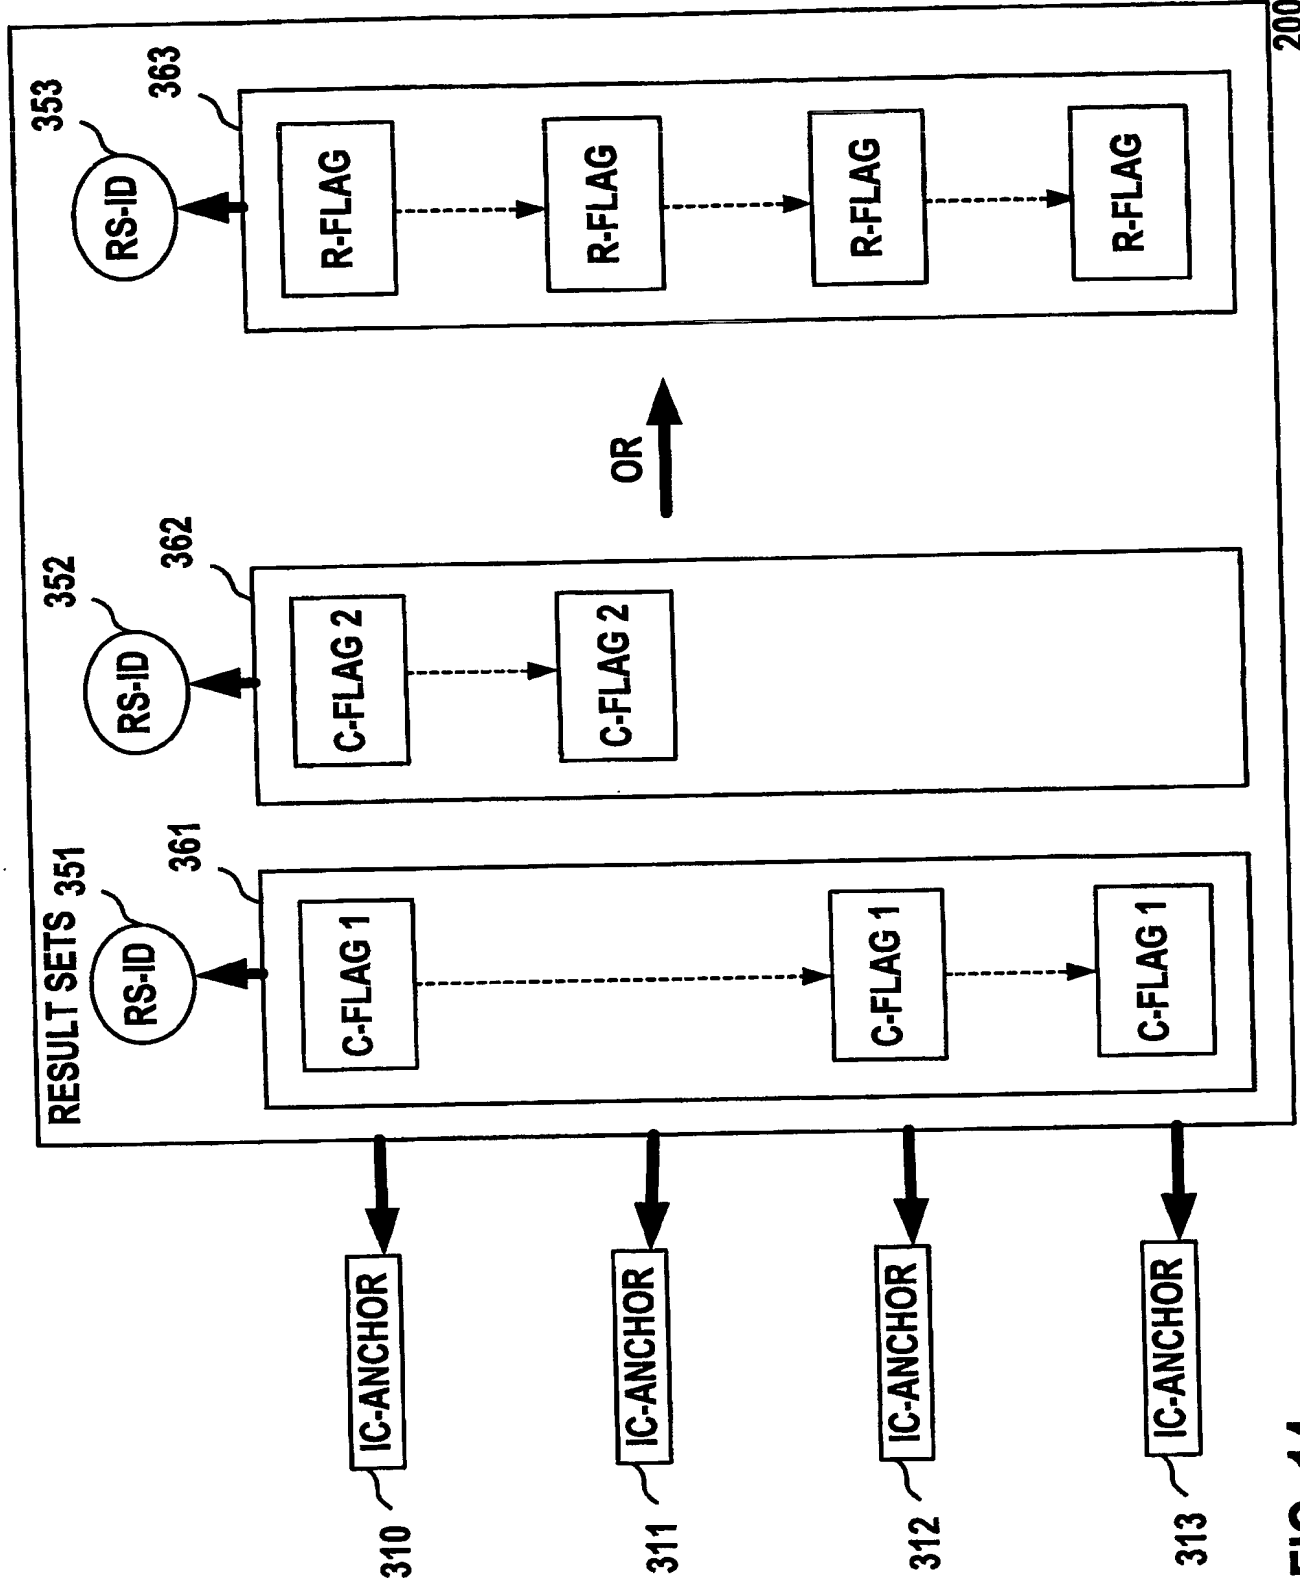 RESULT SETS
351
RS-ID
352
RS-ID
353
RS-ID
361
362
363
310
IC-ANCHOR
C-FLAG 1
C-FLAG 2
R-FLAG
311
IC-ANCHOR
C-FLAG 2
OR
R-FLAG
312
IC-ANCHOR
C-FLAG 1
R-FLAG
313
IC-ANCHOR
C-FLAG 1
R-FLAG
200